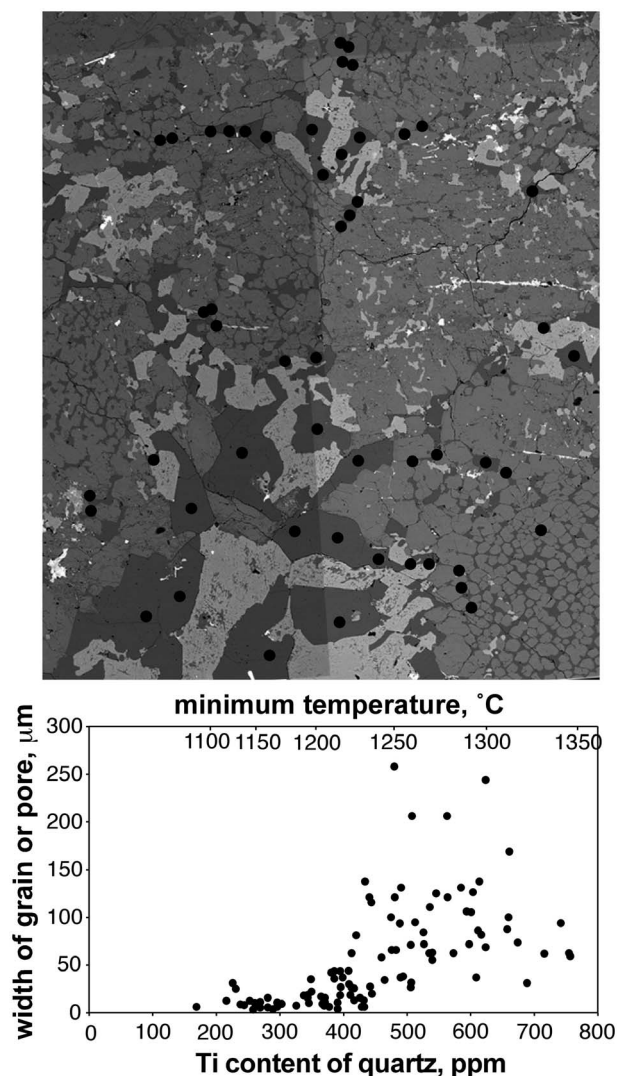 minimum temperature, ˚C
1100 1150 1200 1250 1300 1350
300
250
200
150
100
50
0
width of grain or pore, μm
0 100 200 300 400 500 600 700 800
Ti content of quartz, ppm